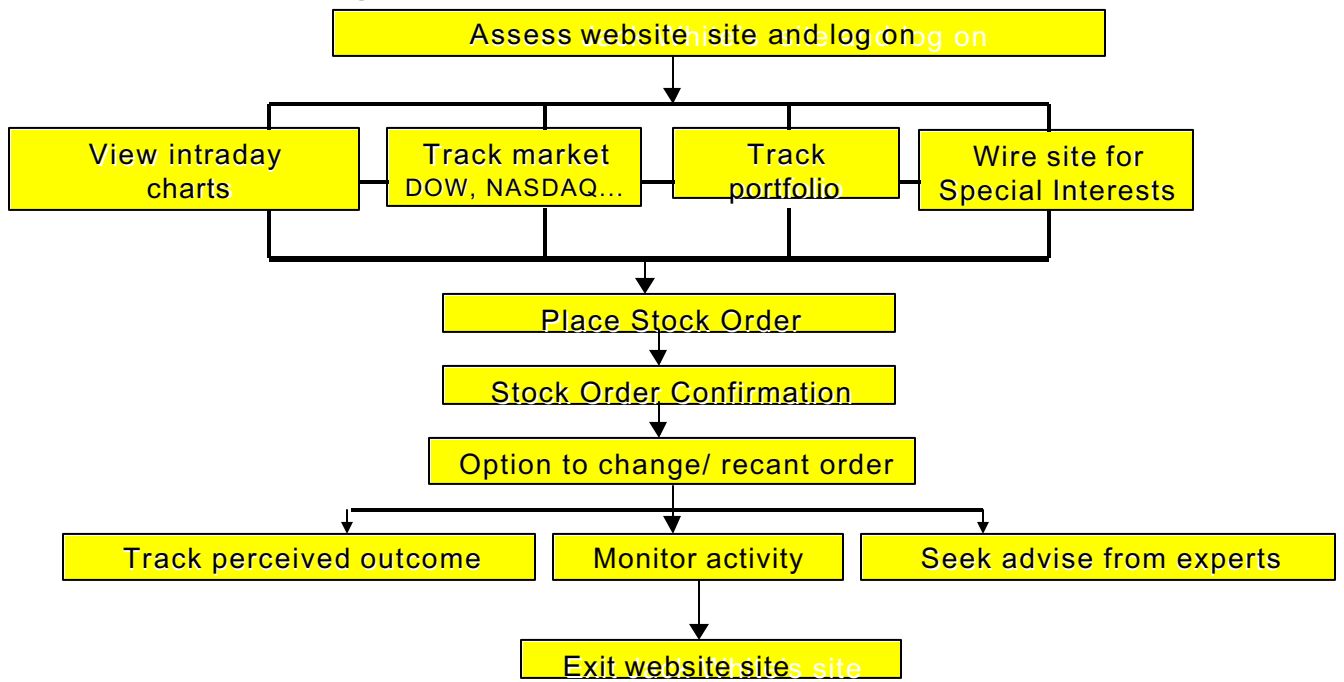 Assess website site and log on
View intraday
charts
Track market
DOW, NASDAQ...
Track
portfolio
Wire site for
Special Interests
Place Stock Order
Stock Order Confirmation
Option to change/ recant order
Track perceived outcome
Monitor activity
Seek advise from experts
Exit website site